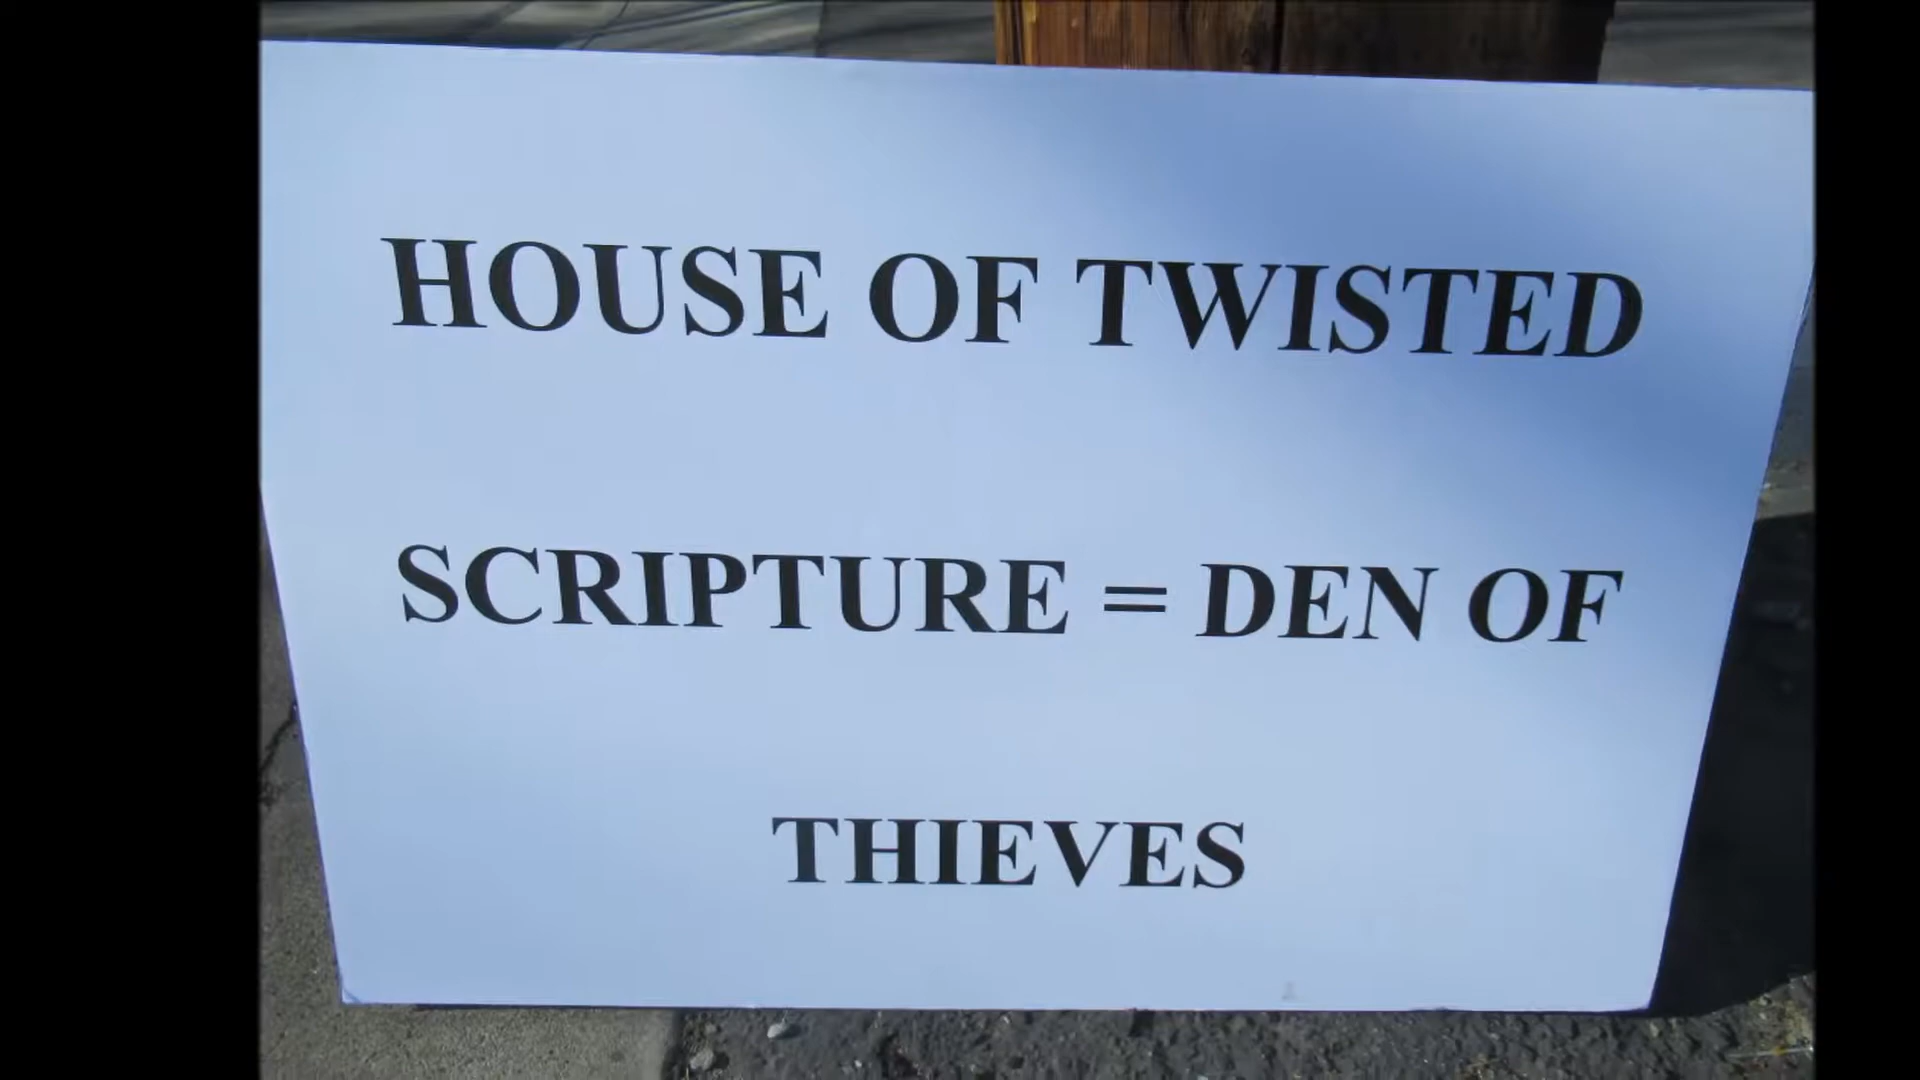 HOUSE OF TWISTED
SCRIPTURE = DEN OF
THIEVES